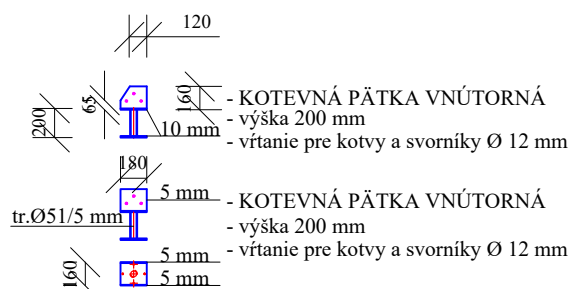 120
65
200
160
- KOTEVNÁ PÄTKA VNÚTORNÁ
- výška 200 mm
10 mm
- vŕtanie pre kotvy a svorníky Ø 12 mm
180
5 mm
- KOTEVNÁ PÄTKA VNÚTORNÁ
tr.Ø51/5 mm
- výška 200 mm
- vŕtanie pre kotvy a svorníky Ø 12 mm
5 mm
160
5 mm